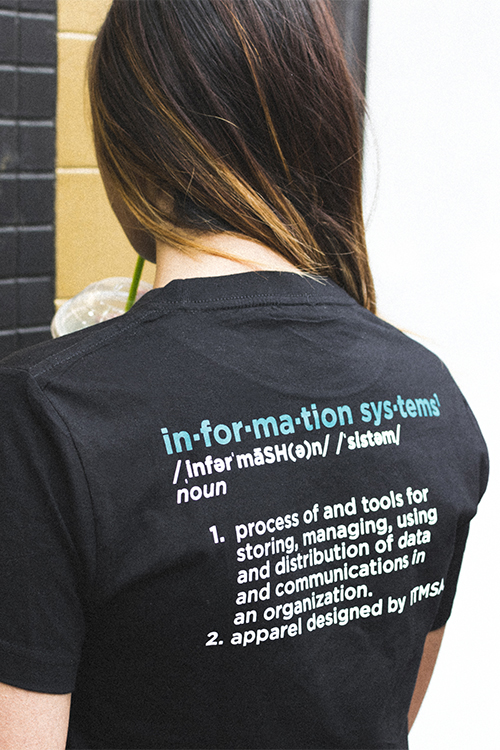 in·for·ma·tion sys·tems¹
/ˌinfərˈmāSH(ə)n/ /ˈsistəm/
noun
1. process of and tools for
storing, managing, using
and distribution of data
and communications in
an organization.
2. apparel designed by ITMSA